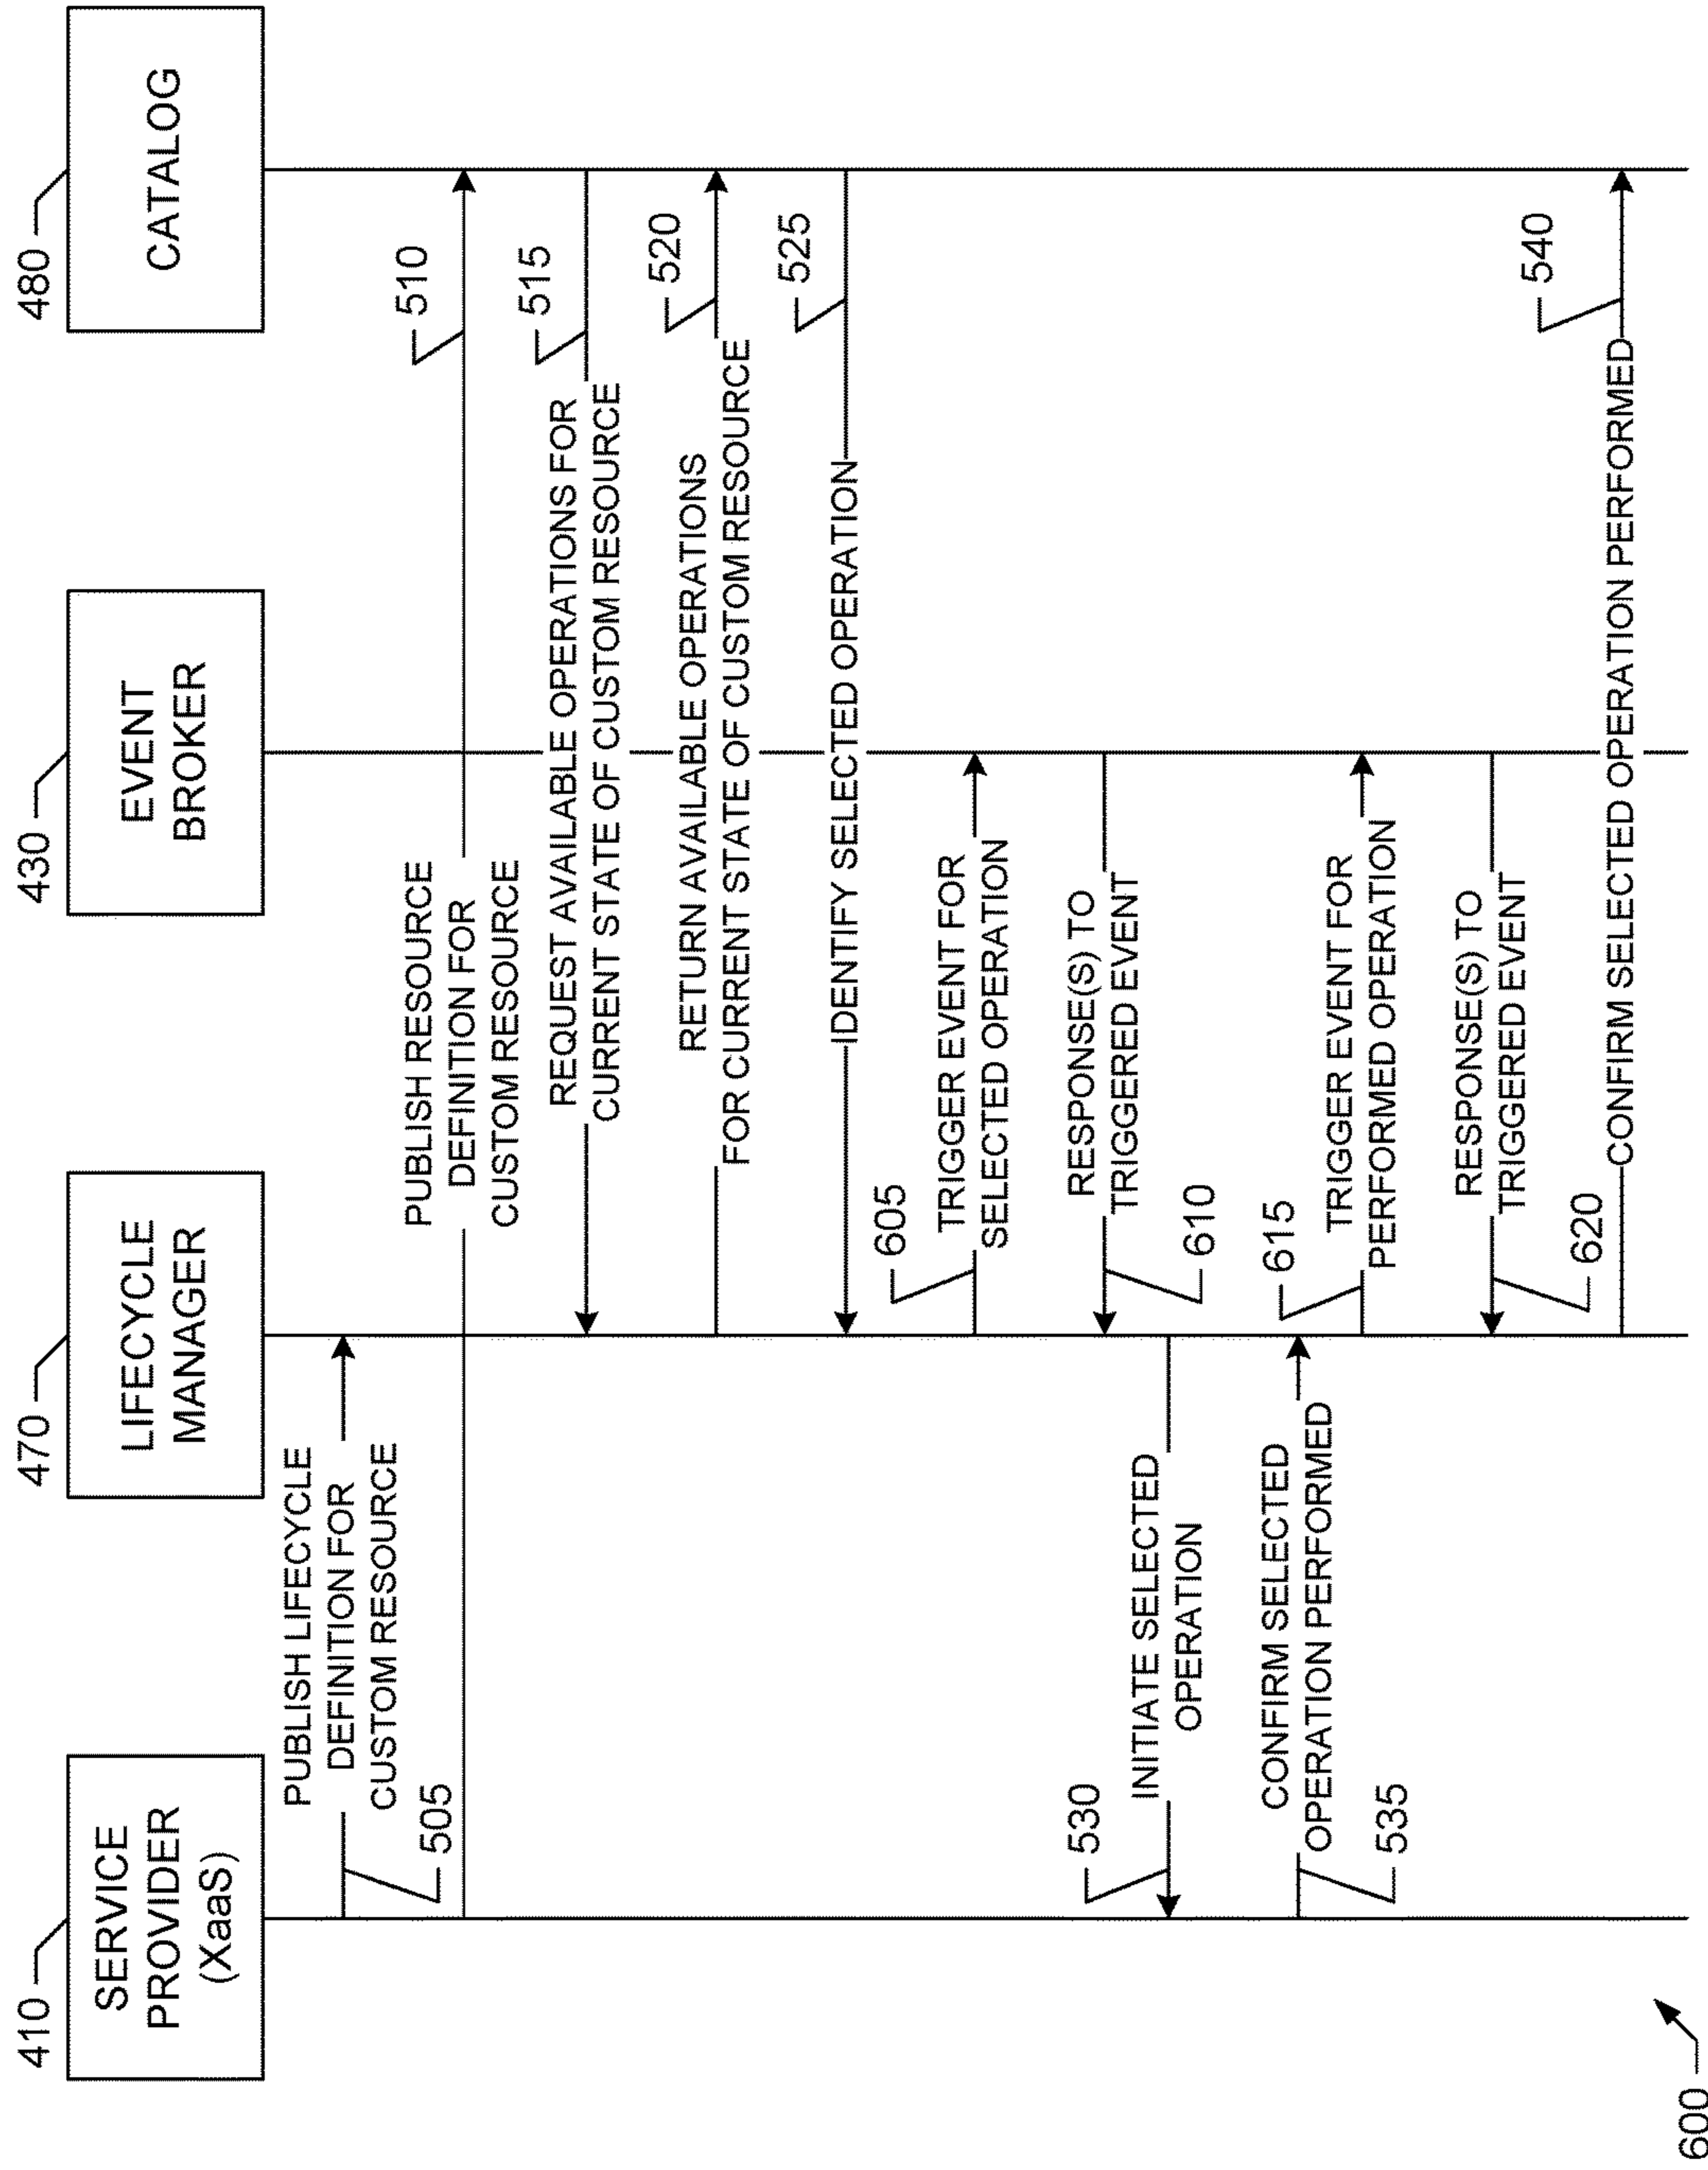 410
SERVICE
PROVIDER
(XaaS)
470
LIFECYCLE
MANAGER
430
EVENT
BROKER
480
CATALOG
PUBLISH LIFECYCLE
DEFINITION FOR
CUSTOM RESOURCE
505
PUBLISH RESOURCE
DEFINITION FOR
CUSTOM RESOURCE
510
REQUEST AVAILABLE OPERATIONS FOR
CURRENT STATE OF CUSTOM RESOURCE
515
RETURN AVAILABLE OPERATIONS
FOR CURRENT STATE OF CUSTOM RESOURCE
520
IDENTIFY SELECTED OPERATION
525
605
TRIGGER EVENT FOR
SELECTED OPERATION
RESPONSE(S) TO
TRIGGERED EVENT
610
530
INITIATE SELECTED
OPERATION
CONFIRM SELECTED
OPERATION PERFORMED
535
615
TRIGGER EVENT FOR
PERFORMED OPERATION
RESPONSE(S) TO
TRIGGERED EVENT
620
CONFIRM SELECTED OPERATION PERFORMED
540
600